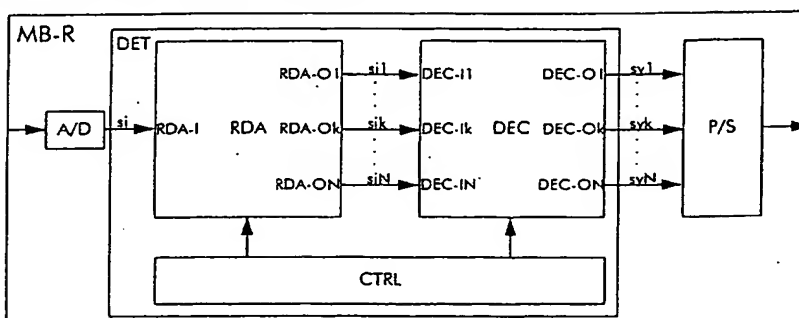 MB-R
DET
A/D
si
RDA-I
RDA
RDA-O1
RDA-Ok
RDA-ON
si1
sik
siN
DEC-I1
DEC-Ik
DEC-IN
DEC
DEC-O1
DEC-Ok
DEC-ON
sy1
syk
syN
P/S
CTRL